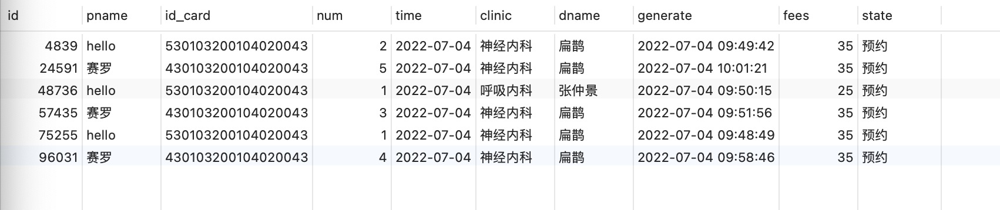 id pname id_card num time clinic dname generate fees state
4839 hello 530103200104020043 2 2022-07-04 神经内科 扁鹊 2022-07-04 09:49:42 35 预约
24591 赛罗 430103200104020043 5 2022-07-04 神经内科 扁鹊 2022-07-04 10:01:21 35 预约
48736 hello 530103200104020043 1 2022-07-04 呼吸内科 张仲景 2022-07-04 09:50:15 25 预约
57435 赛罗 430103200104020043 3 2022-07-04 神经内科 扁鹊 2022-07-04 09:51:56 35 预约
75255 hello 530103200104020043 1 2022-07-04 神经内科 扁鹊 2022-07-04 09:48:49 35 预约
96031 赛罗 430103200104020043 4 2022-07-04 神经内科 扁鹊 2022-07-04 09:58:46 35 预约